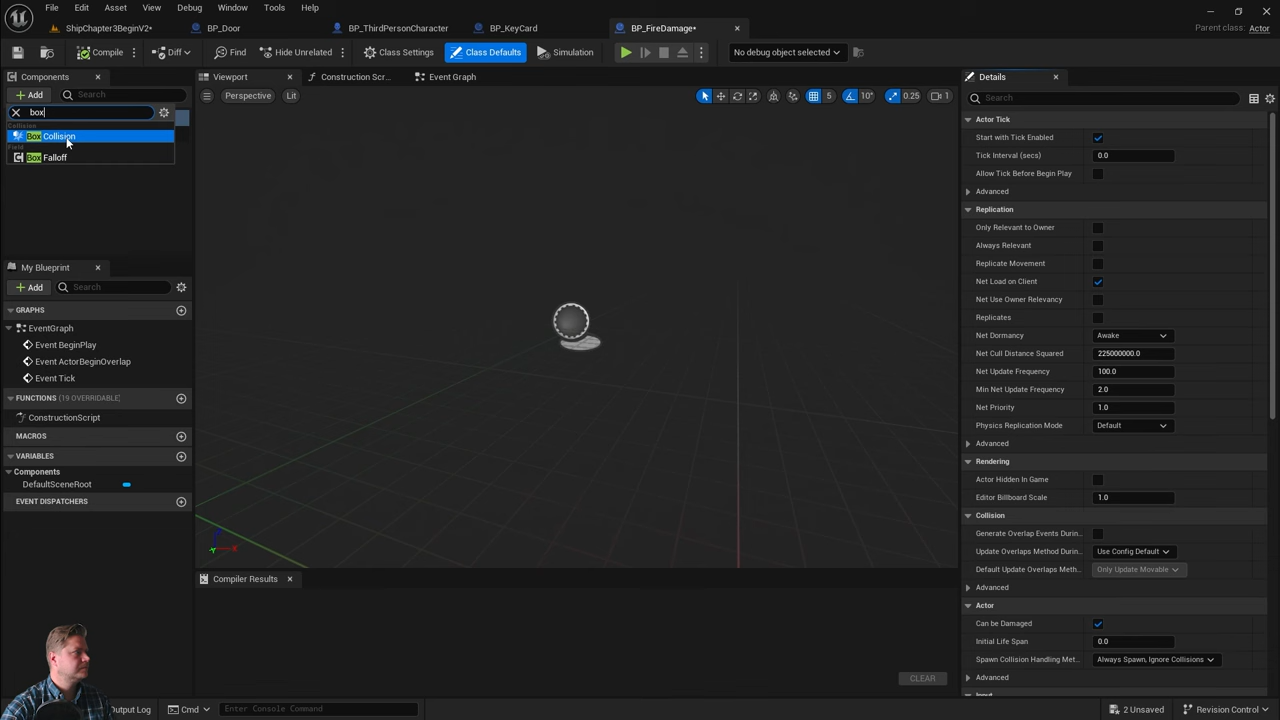 File Edit Asset View Debug Window Tools Help
ShipChapter3BeginV2* BP_Door BP_ThirdPersonCharacter BP_KeyCard BP_FireDamage* Parent class: Actor
Compile Diff Find Hide Unrelated Class Settings Class Defaults Simulation No debug object selected Parent class: Actor
Components Viewport Construction Scr... Event Graph Details
Add Search Perspective Lit 5 10° 0.25 1 Search
box
Collision
Box Collision
Field
Box Falloff
My Blueprint
Add Search
GRAPHS
EventGraph
Event BeginPlay
Event ActorBeginOverlap
Event Tick
FUNCTIONS (19 OVERRIDABLE)
ConstructionScript
MACROS
VARIABLES
Components
DefaultSceneRoot
EVENT DISPATCHERS
Compiler Results
CLEAR
Actor Tick
Start with Tick Enabled
Tick Interval (secs) 0.0
Allow Tick Before Begin Play
Advanced
Replication
Only Relevant to Owner
Always Relevant
Replicate Movement
Net Load on Client
Net Use Owner Relevancy
Replicates
Net Dormancy Awake
Net Cull Distance Squared 225000000.0
Net Update Frequency 100.0
Min Net Update Frequency 2.0
Net Priority 1.0
Physics Replication Mode Default
Advanced
Rendering
Actor Hidden In Game
Editor Billboard Scale 1.0
Collision
Generate Overlap Events Durin...
Update Overlaps Method Durin... Use Config Default
Default Update Overlaps Meth... Only Update Movable
Advanced
Actor
Can be Damaged
Initial Life Span 0.0
Spawn Collision Handling Met... Always Spawn, Ignore Collisions
Advanced
Input
Output Log Cmd Enter Console Command 2 Unsaved Revision Control